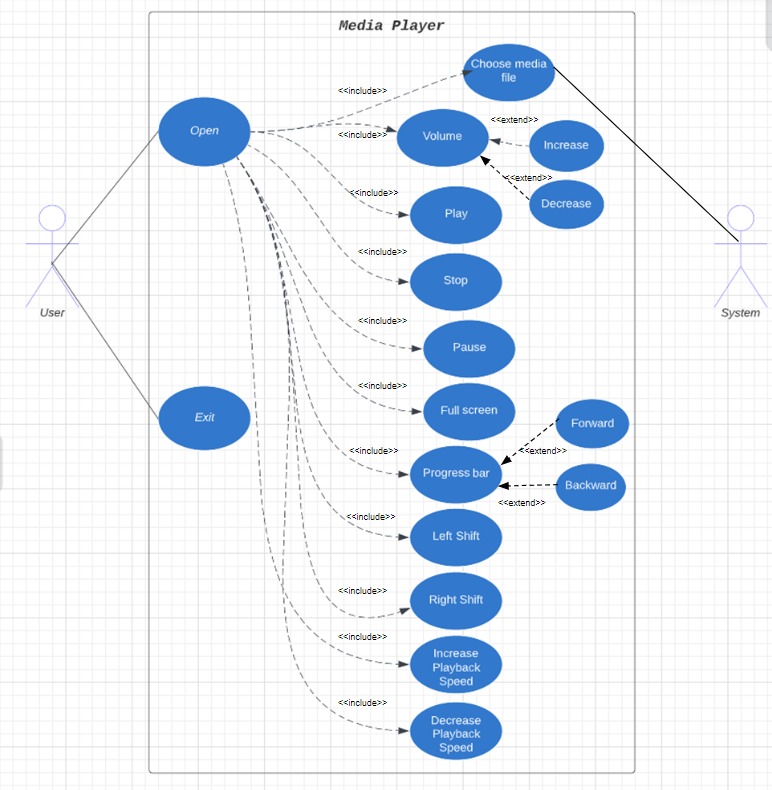 Media Player
Choose media
file
<<include>>
Open
<<include>>
Volume
<<extend>>
Increase
<<extend>>
Decrease
<<include>>
Play
<<include>>
Stop
User
System
<<include>>
Pause
<<include>>
Full screen
Exit
Forward
<<include>>
<<extend>>
Progress bar
Backward
<<extend>>
<<include>>
Left Shift
<<include>>
Right Shift
<<include>>
Increase
Playback
Speed
<<include>>
Decrease
Playback
Speed